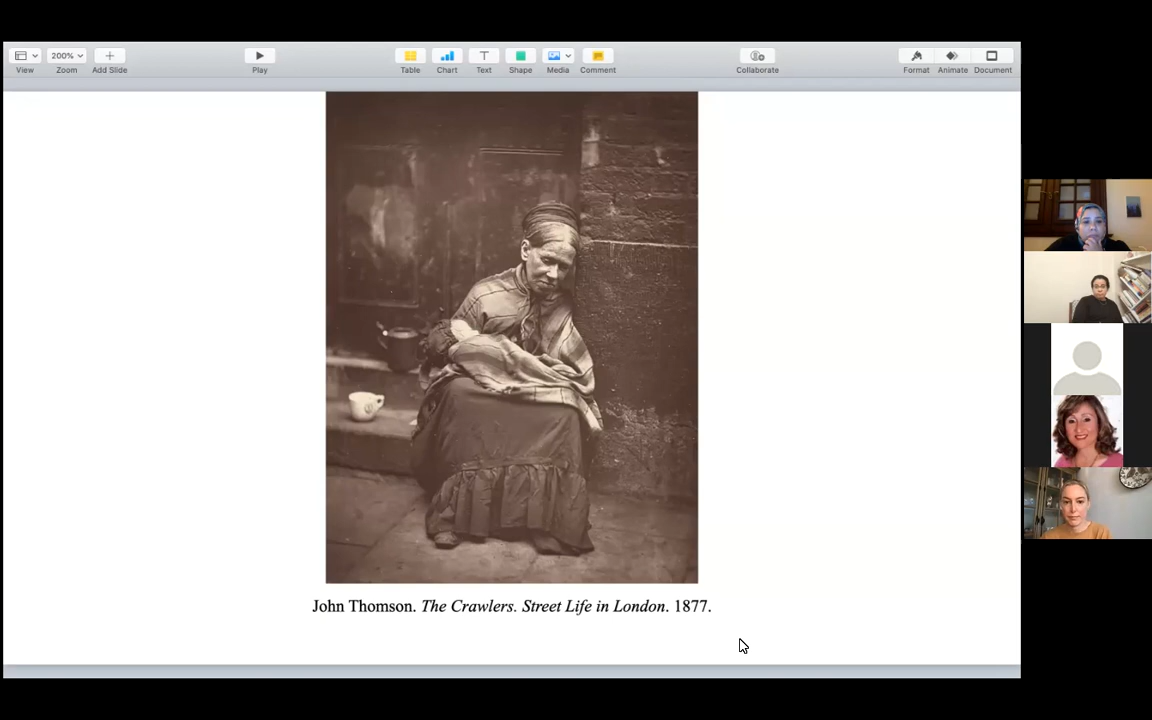 200%
View
Zoom
Add Slide
Play
Table
Chart
Text
Shape
Media
Comment
Collaborate
Format
Animate
Document
John Thomson. The Crawlers. Street Life in London. 1877.